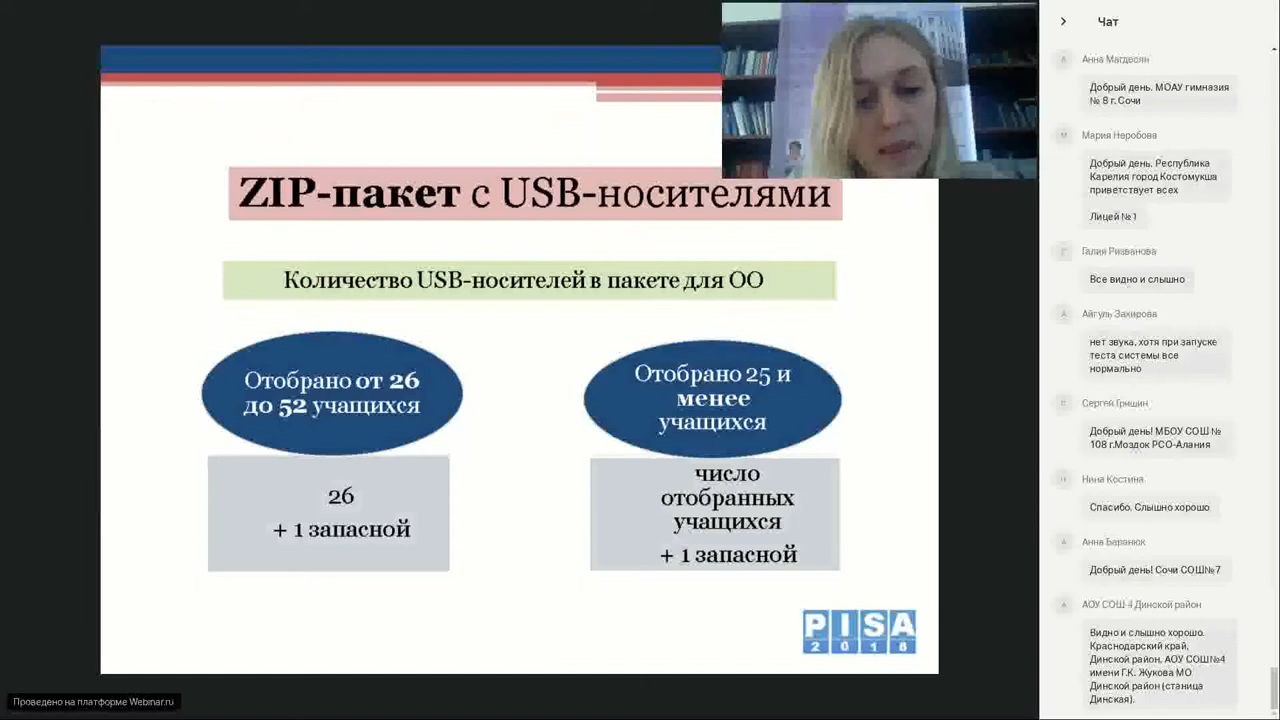 ZIP-пакет с USB-носителями
Количество USB-носителей в пакете для ОО
Отобрано от 26
до 52 учащихся
26
+ 1 запасной
Отобрано 25 и
менее
учащихся
число
отобранных
учащихся
+ 1 запасной
PISA
2018
Проведено на платформе Webinar.ru
Чат
Анна Магдесян
Добрый день. МОАУ гимназия
№ 8 г. Сочи
Мария Неробова
Добрый день. Республика
Карелия город Костомукша
приветствует всех
Лицей № 1
Галия Ризванова
Все видно и слышно
Айгуль Закирова
нет звука, хотя при запуске
теста системы все
нормально
Сергей Гришин
Добрый день! МБОУ СОШ №
108 г.Моздок РСО-Алания
Нина Костина
Спасибо. Слышно хорошо
Анна Баранюк
Добрый день! Сочи СОШ№7
АОУ СОШ-4 Динской район
Видно и слышно хорошо.
Краснодарский край,
Динской район, АОУ СОШ№4
имени Г.К. Жукова МО
Динской район (станица
Динская).